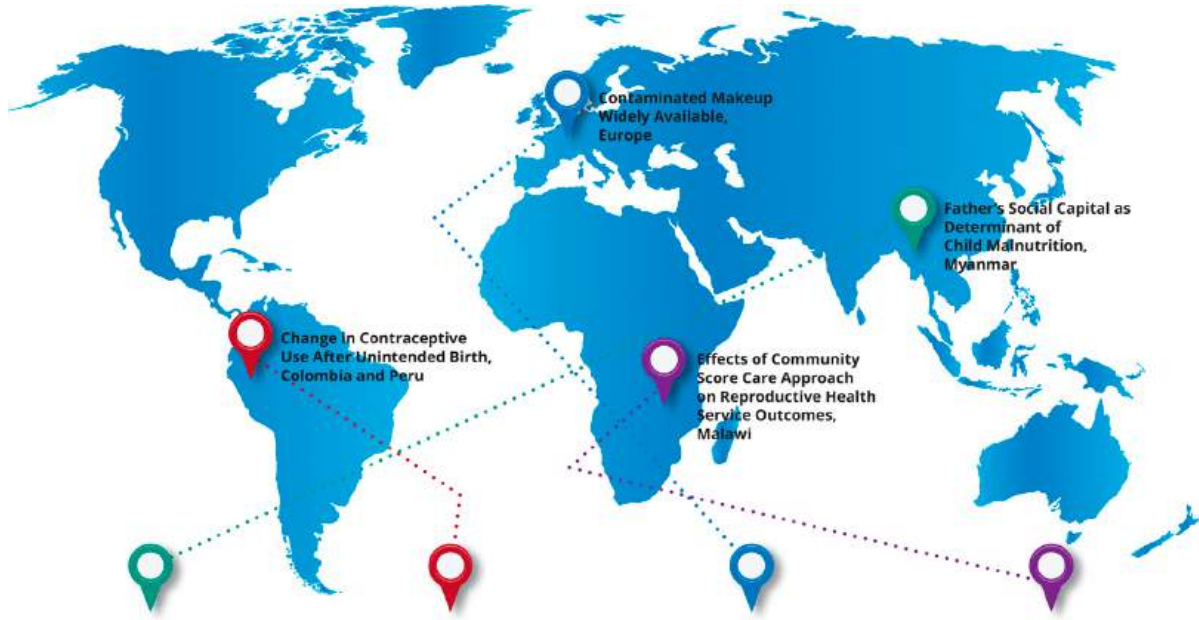 Contaminated Makeup
Widely Available,
Europe
Father's Social Capital as
Determinant of
Child Malnutrition,
Myanmar
Change in Contraceptive
Use After Unintended Birth,
Colombia and Peru
Effects of Community
Score Care Approach
on Reproductive Health
Service Outcomes,
Malawi